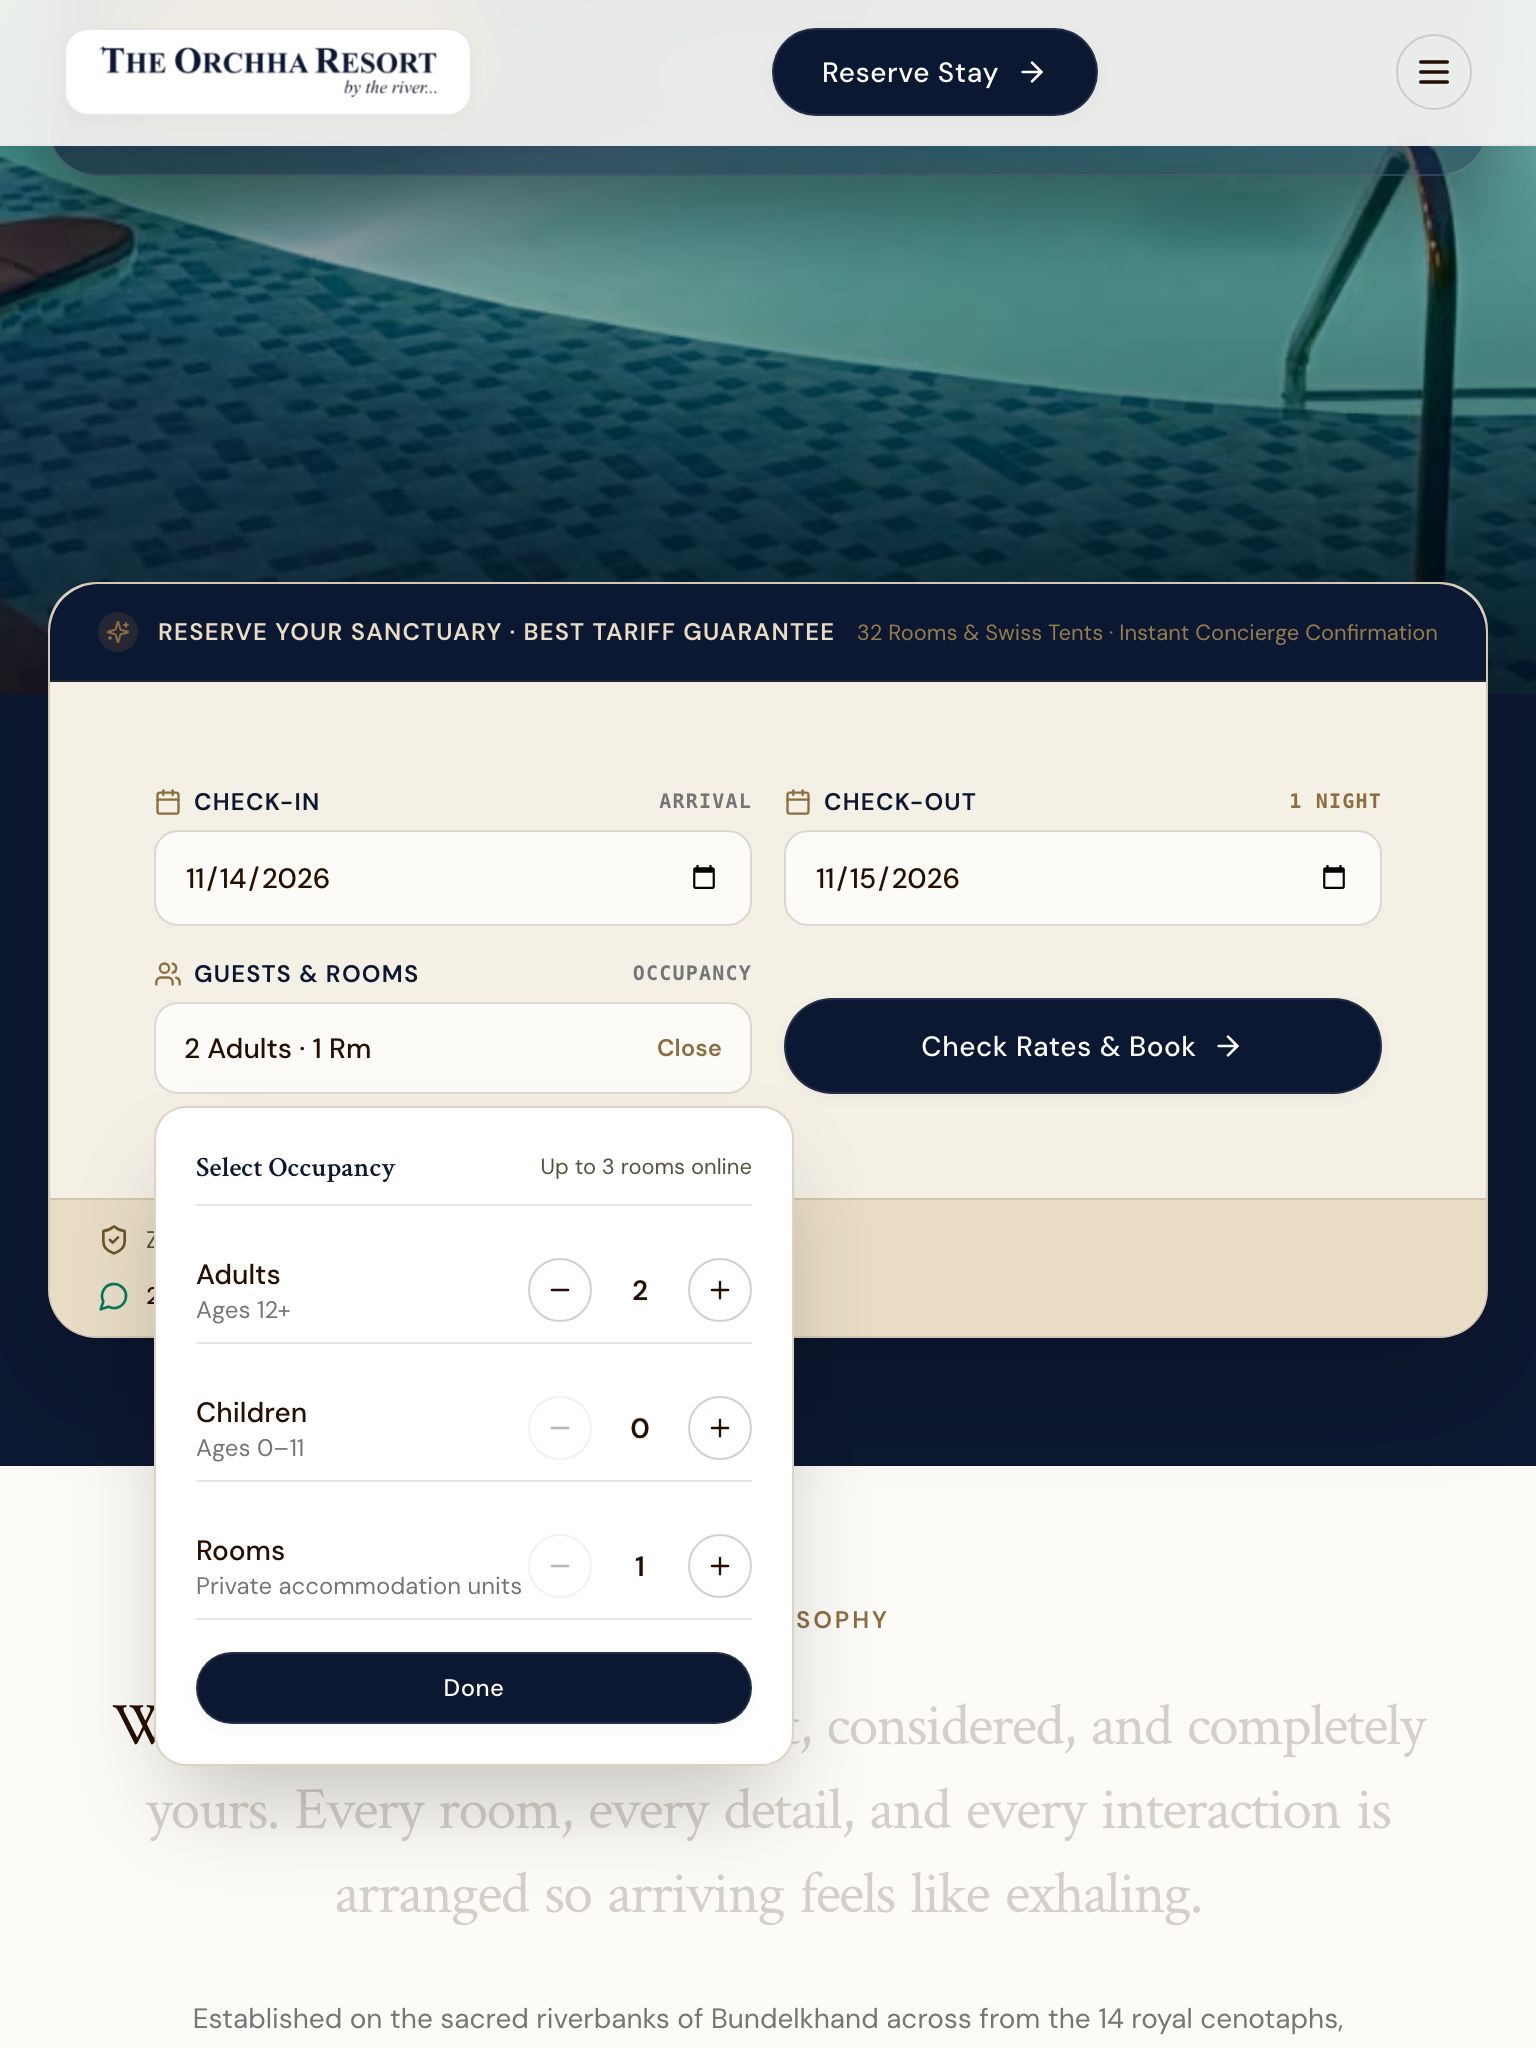 THE ORCHHA RESORT
by the river...
Reserve Stay
RESERVE YOUR SANCTUARY · BEST TARIFF GUARANTEE
32 Rooms & Swiss Tents · Instant Concierge Confirmation
CHECK-IN
ARRIVAL
CHECK-OUT
1 NIGHT
11/14/2026
11/15/2026
GUESTS & ROOMS
OCCUPANCY
2 Adults · 1 Rm
Close
Check Rates & Book
Select Occupancy
Up to 3 rooms online
Adults
Ages 12+
2
Children
Ages 0–11
0
Rooms
Private accommodation units
1
Done
considered, and completely
yours. Every room, every detail, and every interaction is
arranged so arriving feels like exhaling.
Established on the sacred riverbanks of Bundelkhand across from the 14 royal cenotaphs,